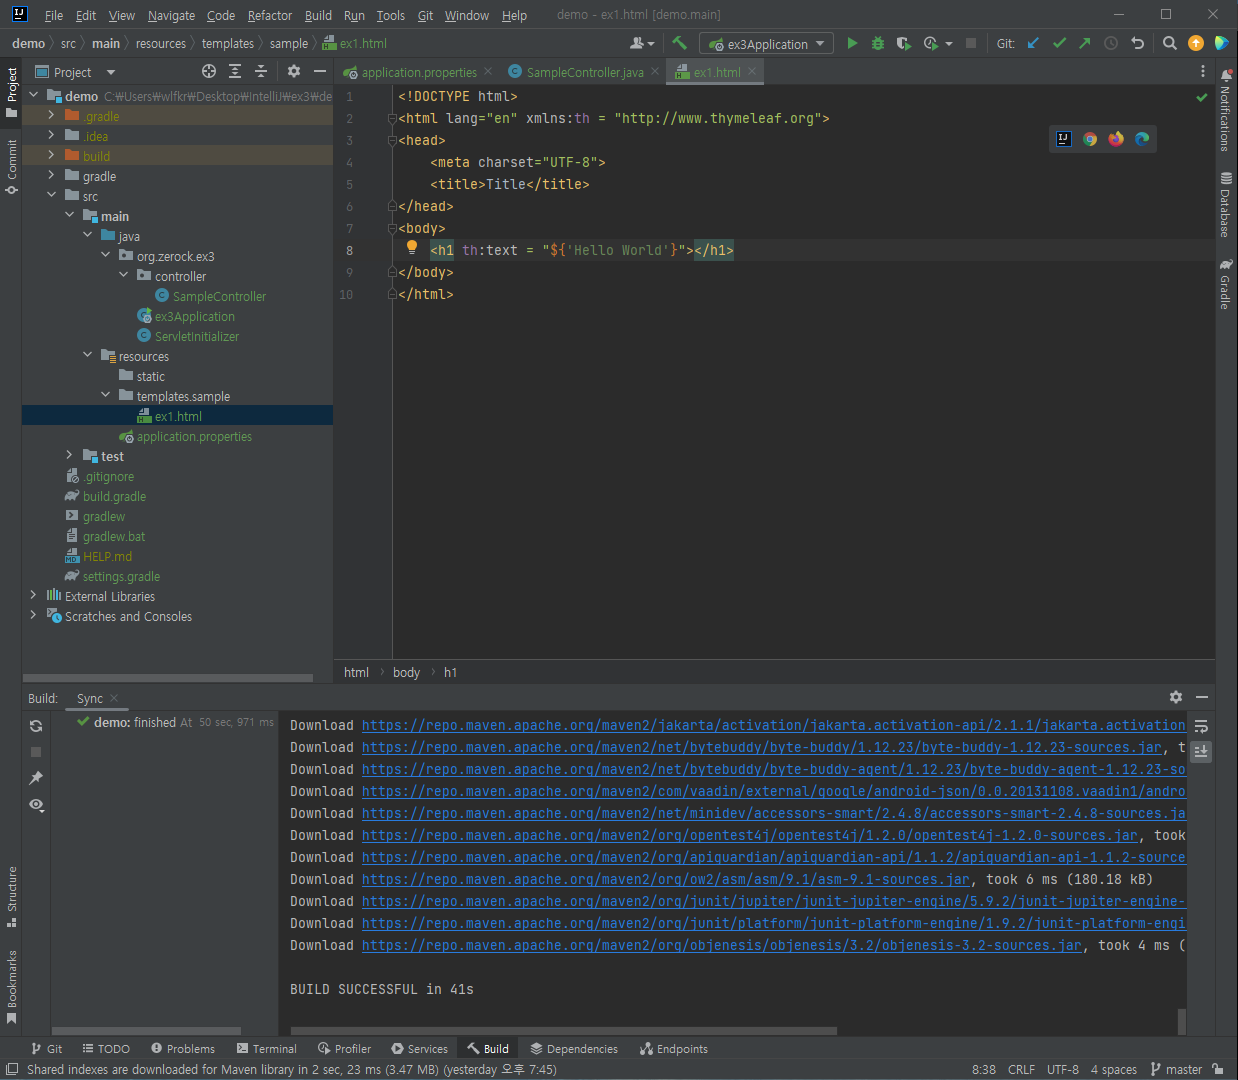 File Edit View Navigate Code Refactor Build Run Tools Git Window Help demo - ex1.html [demo.main]
demo src main resources templates sample ex1.html ex3Application Git:
Project
application.properties SampleController.java ex1.html
Project
Commit
Structure
Bookmarks
demo C:₩Users₩wlfkr₩Desktop₩IntelliJ₩ex3₩de
.gradle
.idea
build
gradle
src
main
java
org.zerock.ex3
controller
SampleController
ex3Application
ServletInitializer
resources
static
templates.sample
ex1.html
application.properties
test
.gitignore
build.gradle
gradlew
gradlew.bat
HELP.md
settings.gradle
External Libraries
Scratches and Consoles
1 <!DOCTYPE html>
2 <html lang="en" xmlns:th = "http://www.thymeleaf.org">
3 <head>
4 <meta charset="UTF-8">
5 <title>Title</title>
6 </head>
7 <body>
8 <h1 th:text = "${'Hello World'}"></h1>
9 </body>
10 </html>
html body h1
Notifications
Database
Gradle
Build: Sync
demo: finished At 50 sec, 971 ms
Download https://repo.maven.apache.org/maven2/jakarta/activation/jakarta.activation-api/2.1.1/jakarta.activation
Download https://repo.maven.apache.org/maven2/net/bytebuddy/byte-buddy/1.12.23/byte-buddy-1.12.23-sources.jar, t
Download https://repo.maven.apache.org/maven2/net/bytebuddy/byte-buddy-agent/1.12.23/byte-buddy-agent-1.12.23-so
Download https://repo.maven.apache.org/maven2/com/vaadin/external/google/android-json/0.0.20131108.vaadin1/andro
Download https://repo.maven.apache.org/maven2/net/minidev/accessors-smart/2.4.8/accessors-smart-2.4.8-sources.ja
Download https://repo.maven.apache.org/maven2/org/opentest4j/opentest4j/1.2.0/opentest4j-1.2.0-sources.jar, took
Download https://repo.maven.apache.org/maven2/org/apiguardian/apiguardian-api/1.1.2/apiguardian-api-1.1.2-source
Download https://repo.maven.apache.org/maven2/org/ow2/asm/asm/9.1/asm-9.1-sources.jar, took 6 ms (180.18 kB)
Download https://repo.maven.apache.org/maven2/org/junit/jupiter/junit-jupiter-engine/5.9.2/junit-jupiter-engine-
Download https://repo.maven.apache.org/maven2/org/junit/platform/junit-platform-engine/1.9.2/junit-platform-engi
Download https://repo.maven.apache.org/maven2/org/objenesis/objenesis/3.2/objenesis-3.2-sources.jar, took 4 ms (
BUILD SUCCESSFUL in 41s
Git TODO Problems Terminal Profiler Services Build Dependencies Endpoints
Shared indexes are downloaded for Maven library in 2 sec, 23 ms (3.47 MB) (yesterday 오후 7:45) 8:38 CRLF UTF-8 4 spaces master